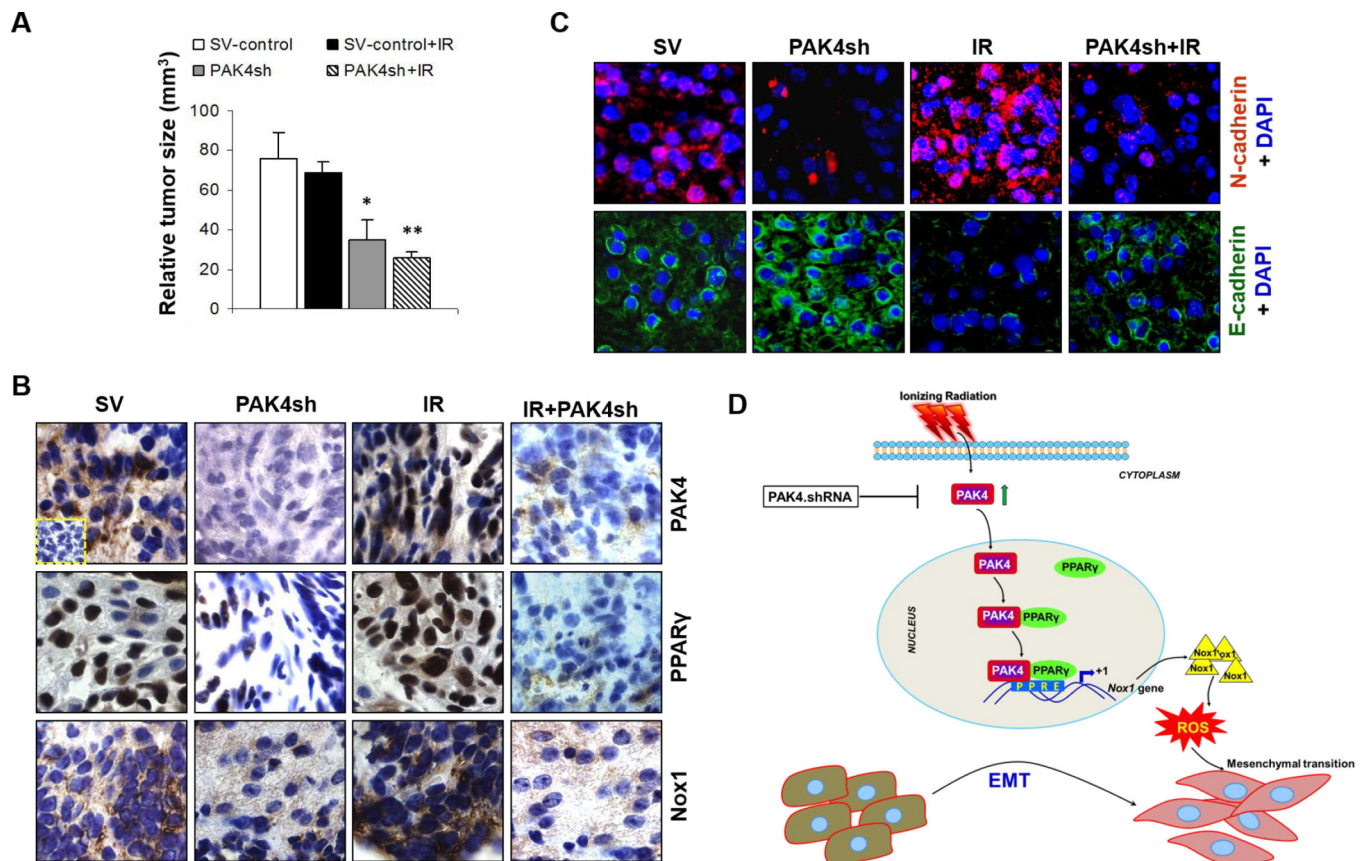 A
SV-control SV-control+IR
PAK4sh PAK4sh+IR
Relative tumor size (mm³)
100
80
60
40
20
0
*
**
B
SV PAK4sh IR IR+PAK4sh
PAK4
PPARγ
Nox1
C
SV PAK4sh IR PAK4sh+IR
N-cadherin
+ DAPI
E-cadherin
+ DAPI
D
Ionizing Radiation
CYTOPLASM
PAK4.shRNA
PAK4
NUCLEUS
PAK4
PPARγ
PAK4 PPARγ
PAK4 PPARγ
+1
P P R E
Nox1 gene
Nox1 ox1
Nox1 Nox1
ROS
Mesenchymal transition
EMT